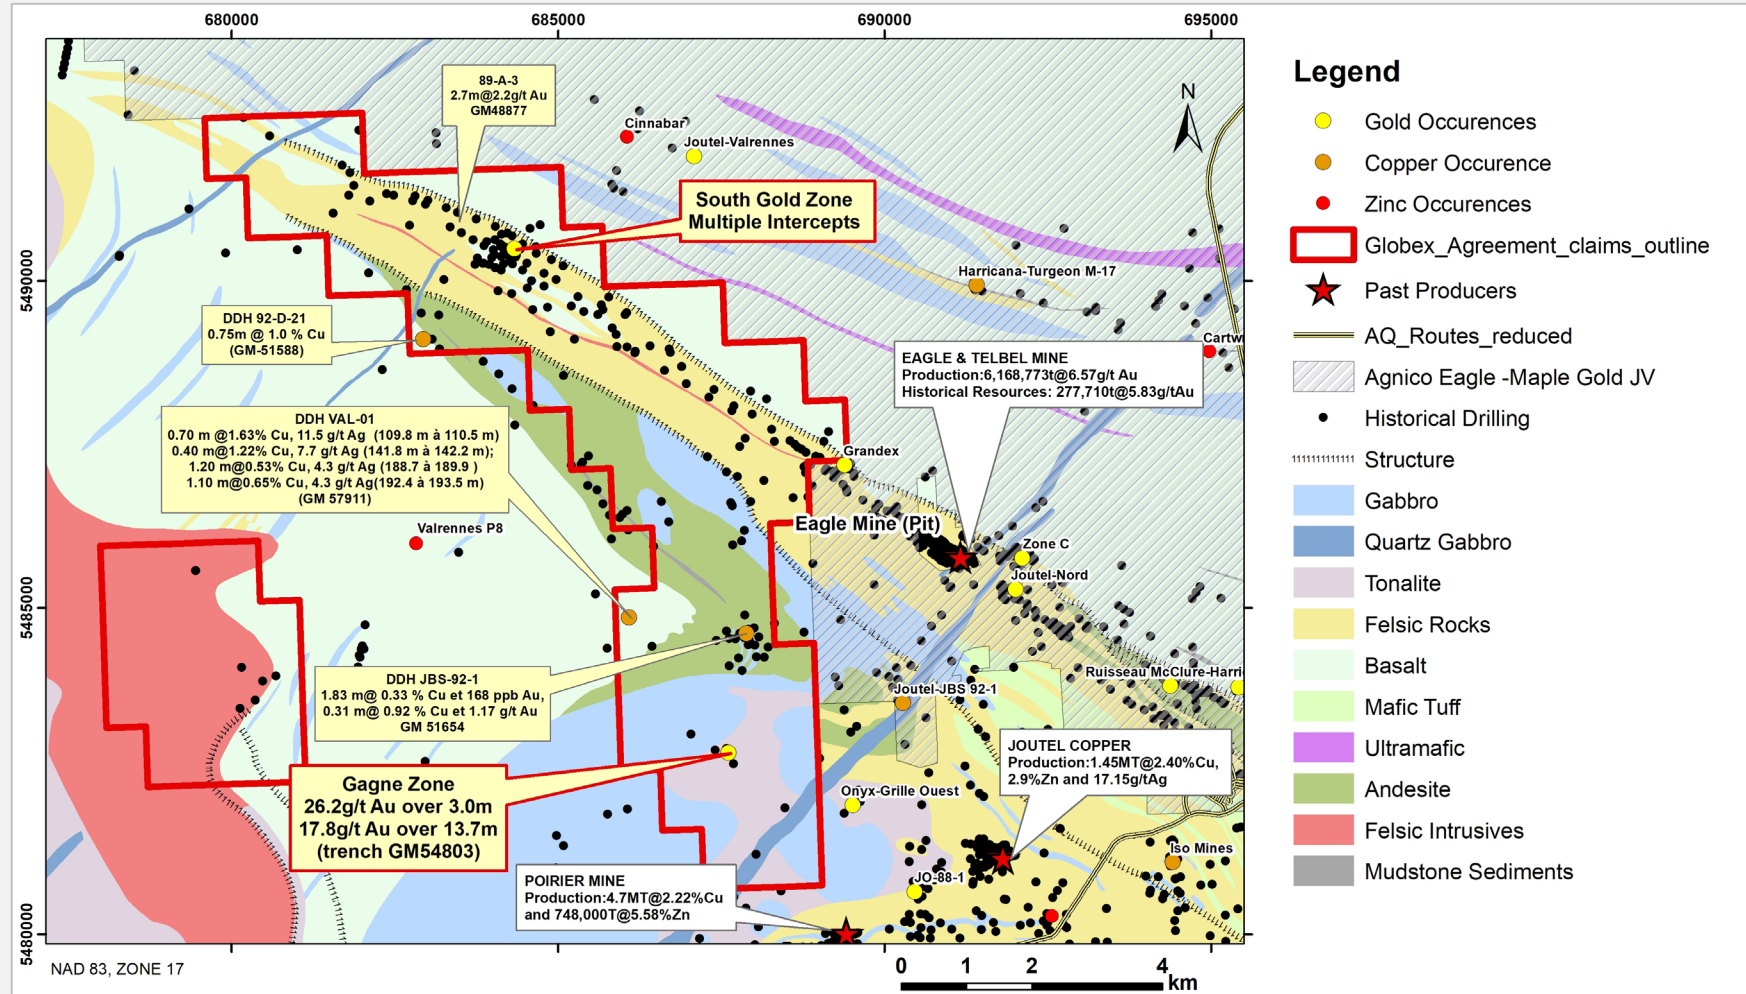 680000
685000
690000
695000
5490000
5485000
5480000
N
89-A-3
2.7m@2.2g/t Au
GM48877
Cinnabar
Joutel-Valrennes
South Gold Zone
Multiple Intercepts
Harricana-Turgeon M-17
DDH 92-D-21
0.75m @ 1.0 % Cu
(GM-51588)
Cartw
EAGLE & TELBEL MINE
Production:6,168,773t@6.57g/t Au
Historical Resources: 277,710t@5.83g/tAu
DDH VAL-01
0.70 m @1.63% Cu, 11.5 g/t Ag (109.8 m à 110.5 m)
0.40 m@1.22% Cu, 7.7 g/t Ag (141.8 m à 142.2 m);
1.20 m@0.53% Cu, 4.3 g/t Ag (188.7 à 189.9 )
1.10 m@0.65% Cu, 4.3 g/t Ag(192.4 à 193.5 m)
(GM 57911)
Grandex
Valrennes P8
Eagle Mine (Pit)
Zone C
Joutel-Nord
Ruisseau McClure-Harri
DDH JBS-92-1
1.83 m@ 0.33 % Cu et 168 ppb Au,
0.31 m@ 0.92 % Cu et 1.17 g/t Au
GM 51654
Joutel-JBS 92-1
JOUTEL COPPER
Production:1.45MT@2.40%Cu,
2.9%Zn and 17.15g/tAg
Gagne Zone
26.2g/t Au over 3.0m
17.8g/t Au over 13.7m
(trench GM54803)
Onyx-Grille Ouest
Iso Mines
JO-88-1
POIRIER MINE
Production:4.7MT@2.22%Cu
and 748,000T@5.58%Zn
NAD 83, ZONE 17
0 1 2 4
km
Legend
Gold Occurences
Copper Occurence
Zinc Occurences
Globex_Agreement_claims_outline
Past Producers
AQ_Routes_reduced
Agnico Eagle -Maple Gold JV
Historical Drilling
Structure
Gabbro
Quartz Gabbro
Tonalite
Felsic Rocks
Basalt
Mafic Tuff
Ultramafic
Andesite
Felsic Intrusives
Mudstone Sediments